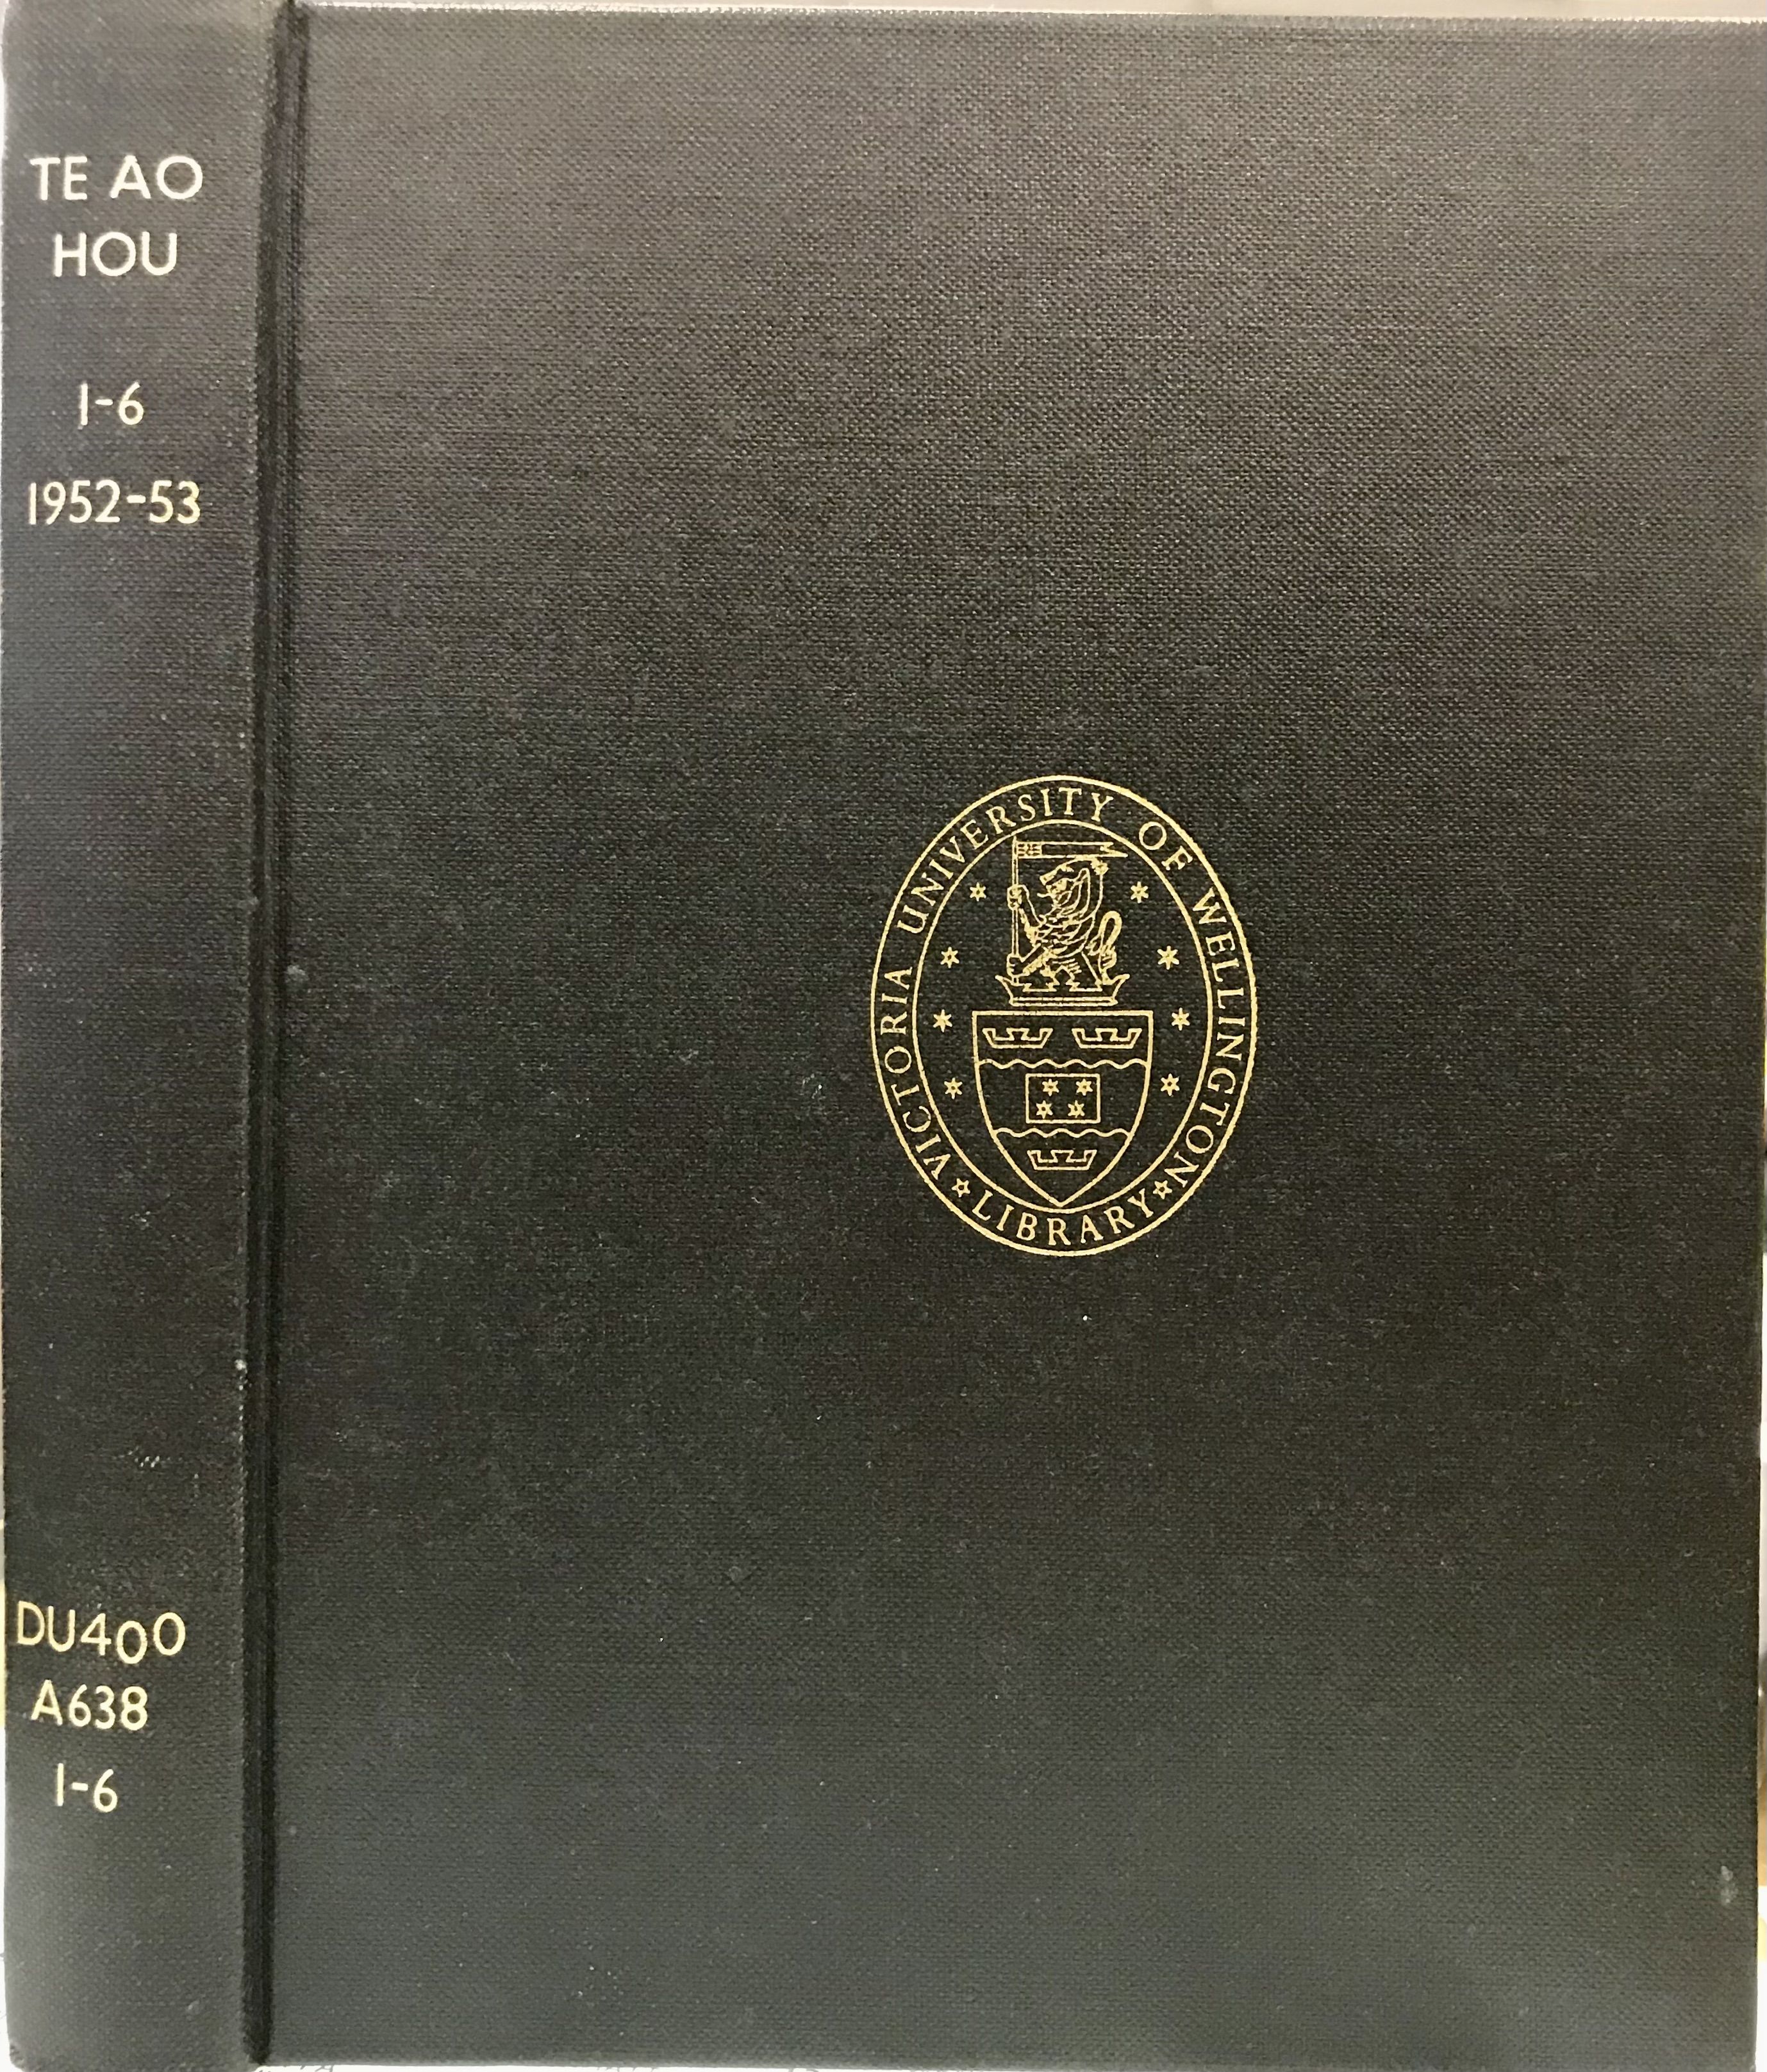 TE AO
HOU
1-6
1952-53
DU400
A638
1-6
VICTORIA UNIVERSITY OF WELLINGTON
LIBRARY